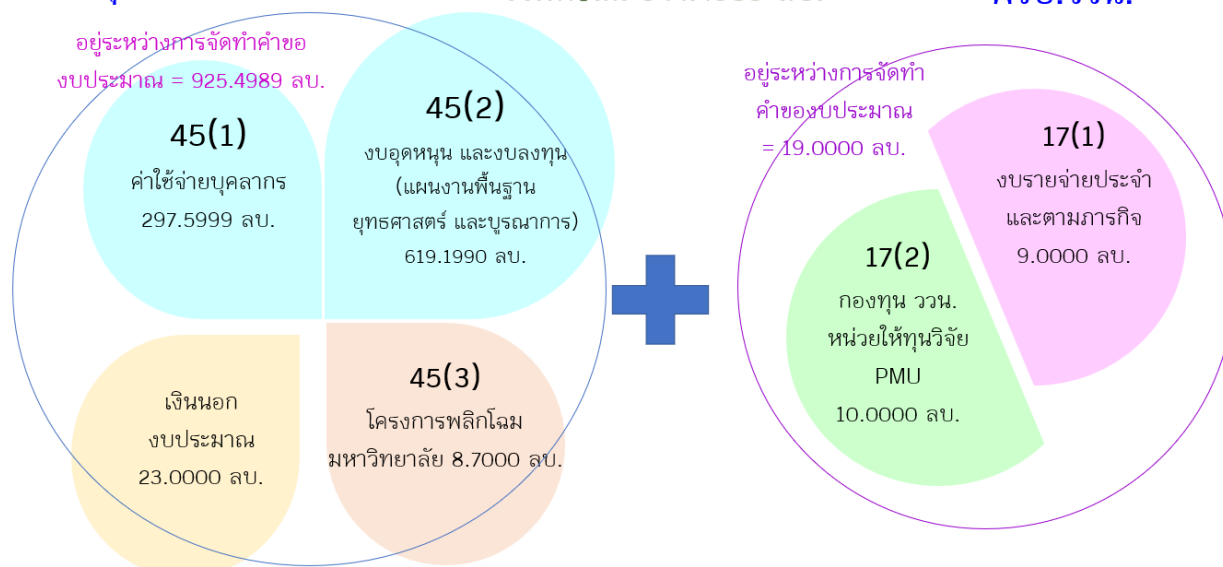 พรบ.ววน.
อยู่ระหว่างการจัดทำคำขอ
งบประมาณ = 925.4989 ลบ.
45(1)
ค่าใช้จ่ายบุคลากร
297.5999 ลบ.
45(2)
งบอุดหนุน และงบลงทุน
(แผนงานพื้นฐาน
ยุทธศาสตร์ และบูรณาการ)
619.1990 ลบ.
เงินนอก
งบประมาณ
23.0000 ลบ.
45(3)
โครงการพลิกโฉม
มหาวิทยาลัย 8.7000 ลบ.
อยู่ระหว่างการจัดทำ
คำของบประมาณ
= 19.0000 ลบ.
17(1)
งบรายจ่ายประจำ
และตามภารกิจ
9.0000 ลบ.
17(2)
กองทุน ววน.
หน่วยให้ทุนวิจัย
PMU
10.0000 ลบ.